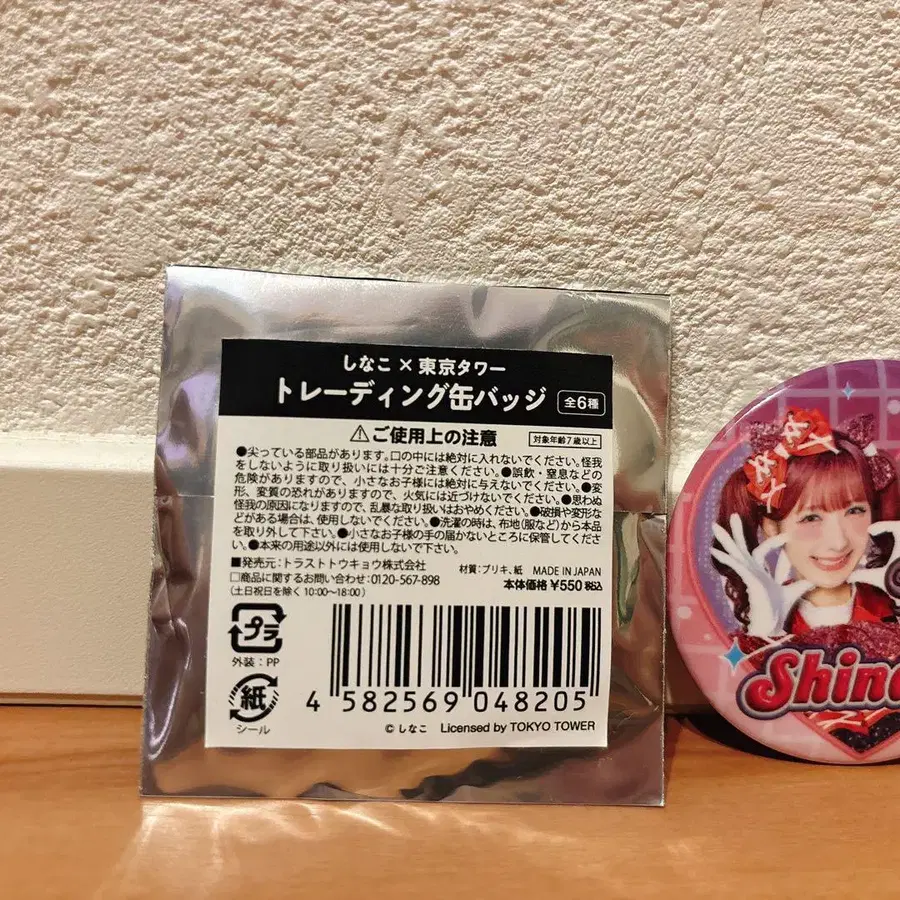 しなこ × 東京タワー
トレーディング缶バッジ 全6種
⚠ご使用上の注意 対象年齢7歳以上
●尖っている部品があります。口の中には絶対に入れないでください。怪我
をしないように取り扱いには十分ご注意ください。●誤飲・窒息などの
危険がありますので、小さなお子様には絶対に与えないでください。●変
形、変質の恐れがありますので、火気には近づけないでください。●思わぬ
怪我の原因になりますので、乱暴な取り扱いはおやめください。●破損や変形な
どがある場合は、使用しないでください。●洗濯の時は、布地(服など)から本品
を取り外して下さい。●小さなお子様の手の届かないところに保管してくださ
い。●本来の用途以外には使用しないで下さい。
■発売元:トラストトウキョウ株式会社 材質:ブリキ、紙 MADE IN JAPAN
□商品に関するお問い合わせ:0120-567-898 本体価格 ¥550 税込
(土日祝日を除く 10:00〜18:00)
プラ
外装:PP
紙
シール
4 582569 048205
© しなこ Licensed by TOKYO TOWER